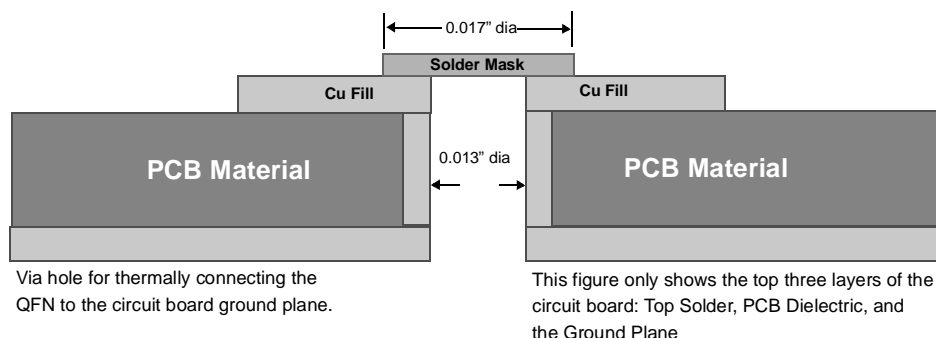 0.017” dia
Solder Mask
Cu Fill
Cu Fill
PCB Material
0.013” dia
PCB Material
Via hole for thermally connecting the
QFN to the circuit board ground plane.
This figure only shows the top three layers of the
circuit board: Top Solder, PCB Dielectric, and
the Ground Plane